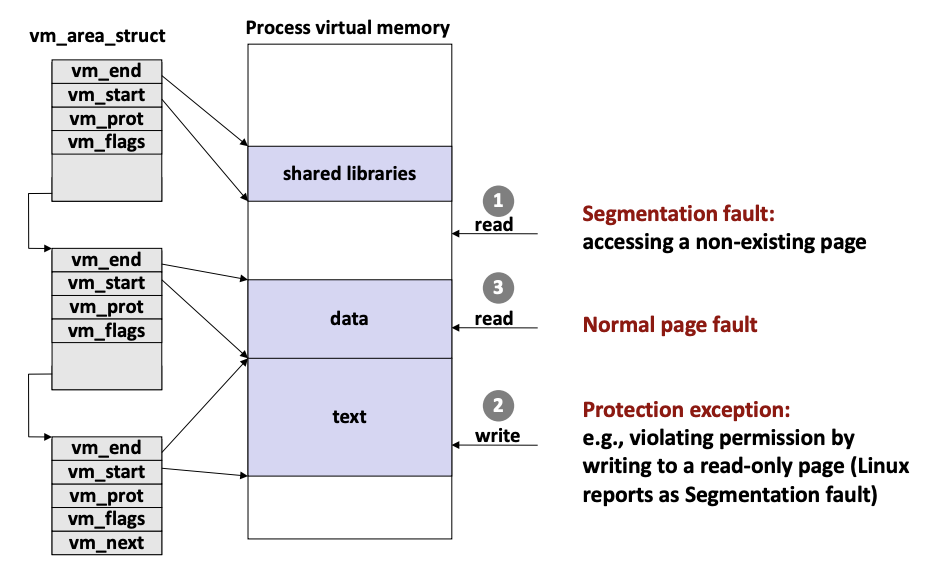 Process virtual memory
vm_area_struct
vm_end
vm_start
vm_prot
vm_flags
shared libraries
1
read
Segmentation fault:
accessing a non-existing page
vm_end
vm_start
vm_prot
vm_flags
data
3
read
Normal page fault
text
2
write
Protection exception:
e.g., violating permission by
writing to a read-only page (Linux
reports as Segmentation fault)
vm_end
vm_start
vm_prot
vm_flags
vm_next